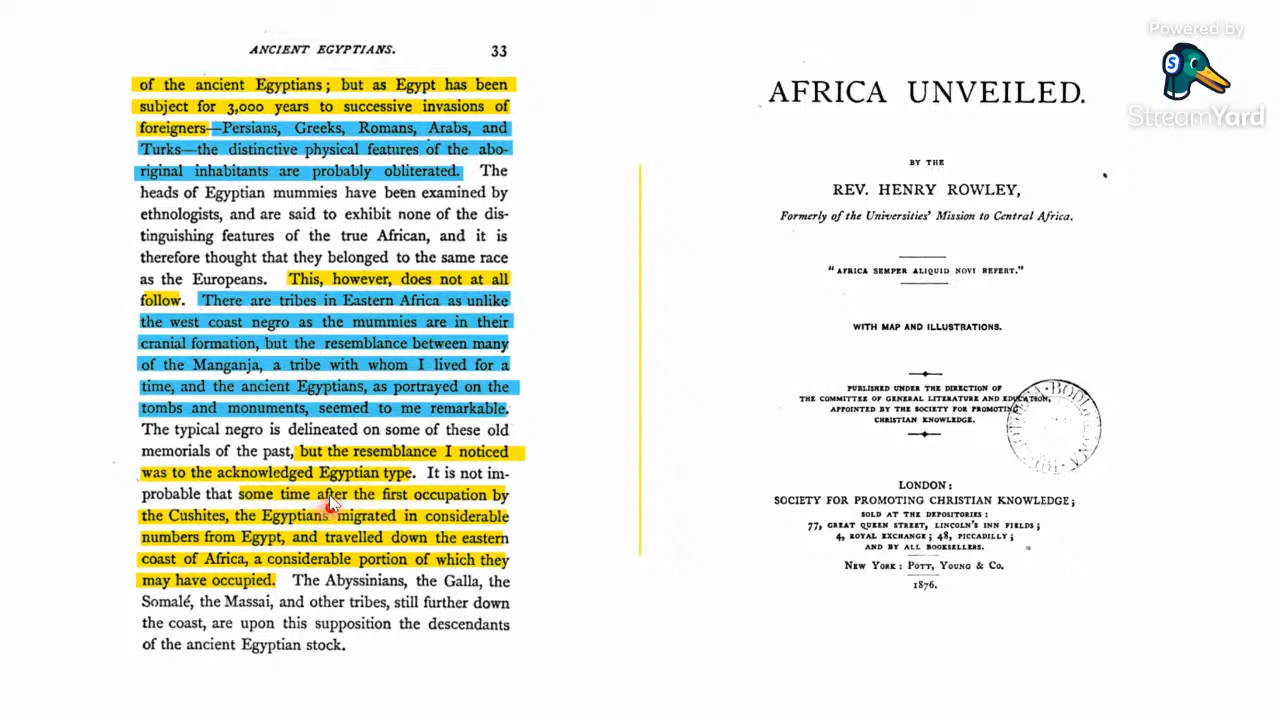 ANCIENT EGYPTIANS. 33
of the ancient Egyptians; but as Egypt has been
subject for 3,000 years to successive invasions of
foreigners—Persians, Greeks, Romans, Arabs, and
Turks—the distinctive physical features of the abo-
riginal inhabitants are probably obliterated. The
heads of Egyptian mummies have been examined by
ethnologists, and are said to exhibit none of the dis-
tinguishing features of the true African, and it is
therefore thought that they belonged to the same race
as the Europeans. This, however, does not at all
follow. There are tribes in Eastern Africa as unlike
the west coast negro as the mummies are in their
cranial formation, but the resemblance between many
of the Manganja, a tribe with whom I lived for a
time, and the ancient Egyptians, as portrayed on the
tombs and monuments, seemed to me remarkable.
The typical negro is delineated on some of these old
memorials of the past, but the resemblance I noticed
was to the acknowledged Egyptian type. It is not im-
probable that some time after the first occupation by
the Cushites, the Egyptians migrated in considerable
numbers from Egypt, and travelled down the eastern
coast of Africa, a considerable portion of which they
may have occupied. The Abyssinians, the Galla, the
Somalé, the Massai, and other tribes, still further down
the coast, are upon this supposition the descendants
of the ancient Egyptian stock.
AFRICA UNVEILED.
BY THE
REV. HENRY ROWLEY,
Formerly of the Universities' Mission to Central Africa.
"AFRICA SEMPER ALIQUID NOVI REFERT."
WITH MAP AND ILLUSTRATIONS.
PUBLISHED UNDER THE DIRECTION OF
THE COMMITTEE OF GENERAL LITERATURE AND EDUCATION,
APPOINTED BY THE SOCIETY FOR PROMOTING
CHRISTIAN KNOWLEDGE.
LONDON:
SOCIETY FOR PROMOTING CHRISTIAN KNOWLEDGE;
SOLD AT THE DEPOSITORIES:
77, GREAT QUEEN STREET, LINCOLN'S INN FIELDS;
4, ROYAL EXCHANGE; 48, PICCADILLY;
AND BY ALL BOOKSELLERS.
NEW YORK: POTT, YOUNG & CO.
1876.
Powered by
S
StreamYard